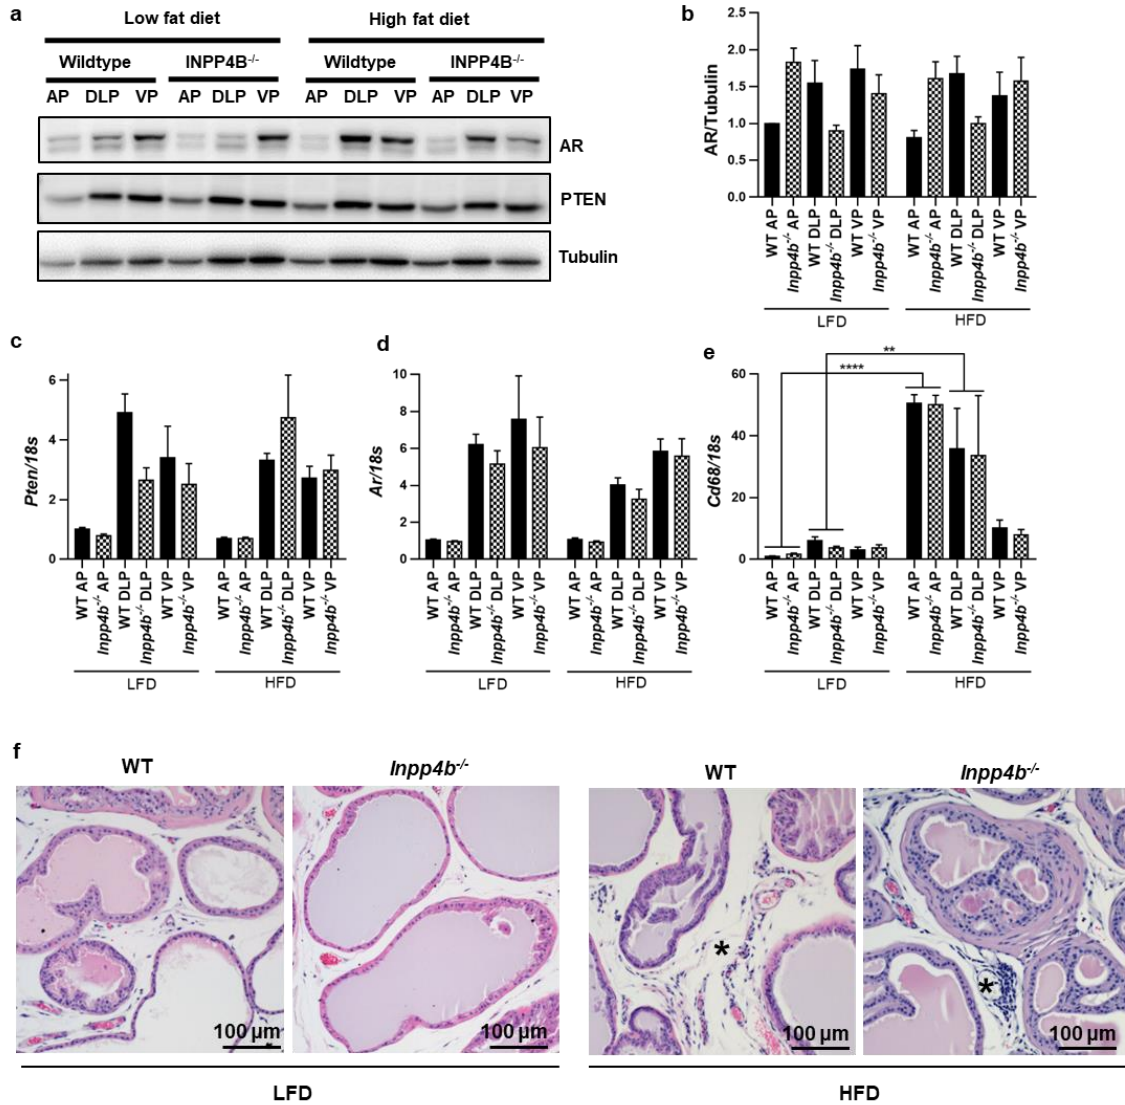 a
Low fat diet
High fat diet
Wildtype
INPP4B-/-
Wildtype
INPP4B-/-
AP DLP VP AP DLP VP AP DLP VP AP DLP VP
AR
PTEN
Tubulin
b
AR/Tubulin
2.5
2.0
1.5
1.0
0.5
0.0
WT AP
Inpp4b-/- AP
WT DLP
Inpp4b-/- DLP
WT VP
Inpp4b-/- VP
WT AP
Inpp4b-/- AP
WT DLP
Inpp4b-/- DLP
WT VP
Inpp4b-/- VP
LFD
HFD
c
Pten/18s
6
4
2
0
WT AP
Inpp4b-/- AP
WT DLP
Inpp4b-/- DLP
WT VP
Inpp4b-/- VP
WT AP
Inpp4b-/- AP
WT DLP
Inpp4b-/- DLP
WT VP
Inpp4b-/- VP
LFD
HFD
d
Ar/18s
10
8
6
4
2
0
WT AP
Inpp4b-/- AP
WT DLP
Inpp4b-/- DLP
WT VP
Inpp4b-/- VP
WT AP
Inpp4b-/- AP
WT DLP
Inpp4b-/- DLP
WT VP
Inpp4b-/- VP
LFD
HFD
e
**
****
Cd68/18s
60
40
20
0
WT AP
Inpp4b-/- AP
WT DLP
Inpp4b-/- DLP
WT VP
Inpp4b-/- VP
WT AP
Inpp4b-/- AP
WT DLP
Inpp4b-/- DLP
WT VP
Inpp4b-/- VP
LFD
HFD
f
WT
Inpp4b-/-
WT
Inpp4b-/-
*
*
100 µm
100 µm
100 µm
100 µm
LFD
HFD